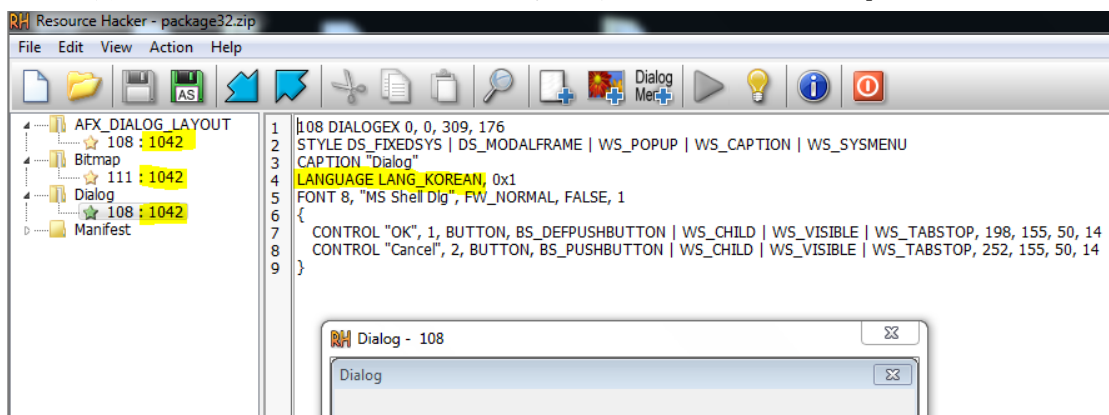 RH Resource Hacker - package32.zip
File Edit View Action Help
AS
Dialog
Men
AFX_DIALOG_LAYOUT
108 : 1042
Bitmap
111 : 1042
Dialog
108 : 1042
Manifest
1 108 DIALOGEX 0, 0, 309, 176
2 STYLE DS_FIXEDSYS | DS_MODALFRAME | WS_POPUP | WS_CAPTION | WS_SYSMENU
3 CAPTION "Dialog"
4 LANGUAGE LANG_KOREAN, 0x1
5 FONT 8, "MS Shell Dlg", FW_NORMAL, FALSE, 1
6 {
7 CONTROL "OK", 1, BUTTON, BS_DEFPUSHBUTTON | WS_CHILD | WS_VISIBLE | WS_TABSTOP, 198, 155, 50, 14
8 CONTROL "Cancel", 2, BUTTON, BS_PUSHBUTTON | WS_CHILD | WS_VISIBLE | WS_TABSTOP, 252, 155, 50, 14
9 }
RH Dialog - 108
Dialog